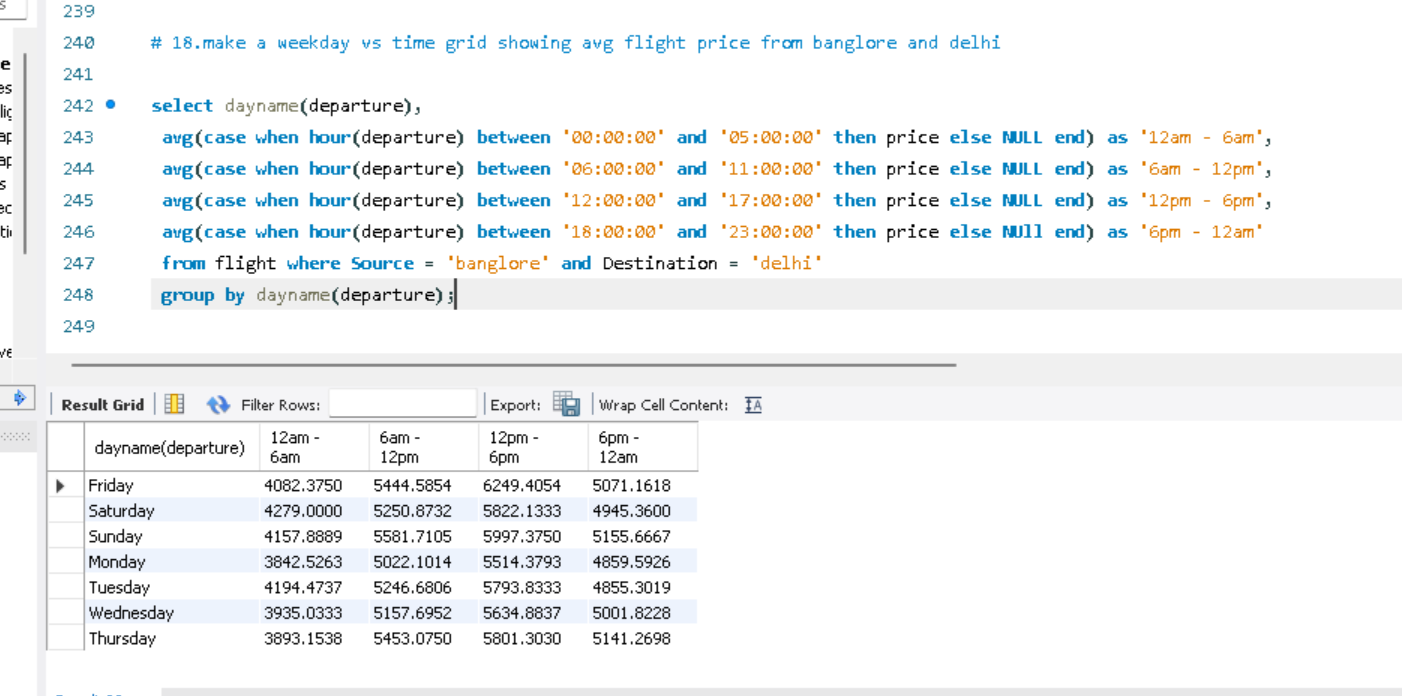 239
240 # 18.make a weekday vs time grid showing avg flight price from banglore and delhi
241
242 select dayname(departure),
243 avg(case when hour(departure) between '00:00:00' and '05:00:00' then price else NULL end) as '12am - 6am',
244 avg(case when hour(departure) between '06:00:00' and '11:00:00' then price else NULL end) as '6am - 12pm',
245 avg(case when hour(departure) between '12:00:00' and '17:00:00' then price else NULL end) as '12pm - 6pm',
246 avg(case when hour(departure) between '18:00:00' and '23:00:00' then price else NUll end) as '6pm - 12am'
247 from flight where Source = 'banglore' and Destination = 'delhi'
248 group by dayname(departure);
249
Result Grid Filter Rows: Export: Wrap Cell Content:
dayname(departure) 12am - 6am 6am - 12pm 12pm - 6pm 6pm - 12am
Friday 4082.3750 5444.5854 6249.4054 5071.1618
Saturday 4279.0000 5250.8732 5822.1333 4945.3600
Sunday 4157.8889 5581.7105 5997.3750 5155.6667
Monday 3842.5263 5022.1014 5514.3793 4859.5926
Tuesday 4194.4737 5246.6806 5793.8333 4855.3019
Wednesday 3935.0333 5157.6952 5634.8837 5001.8228
Thursday 3893.1538 5453.0750 5801.3030 5141.2698